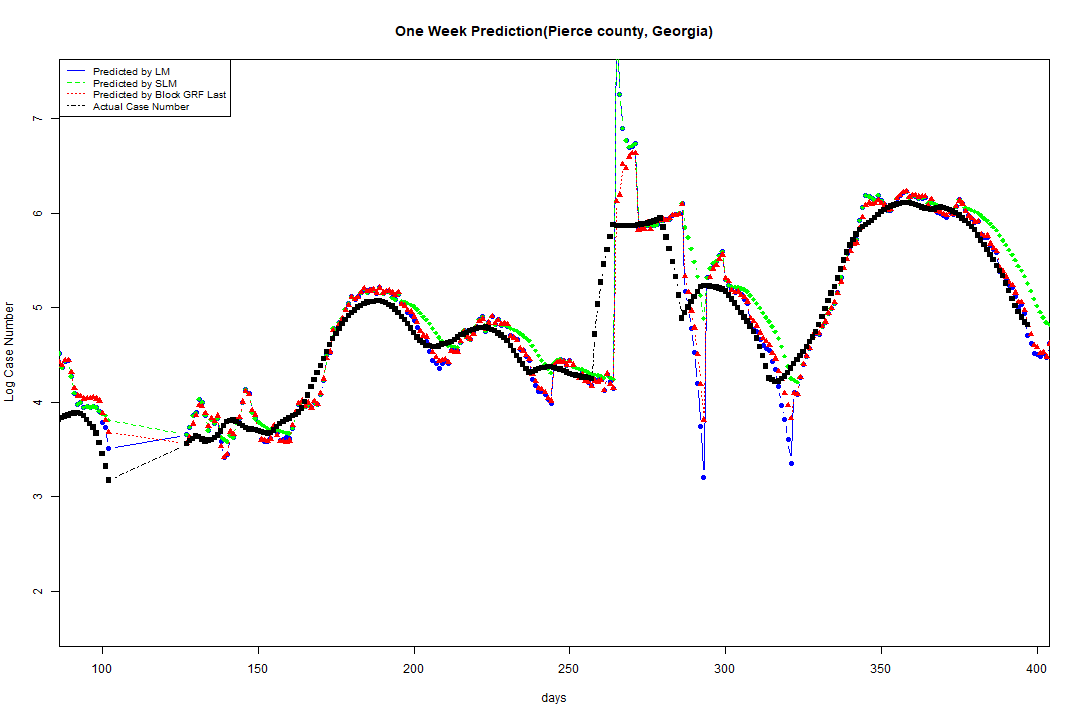 One Week Prediction(Pierce county, Georgia)
Predicted by LM
Predicted by SLM
Predicted by Block GRF Last
Actual Case Number
Log Case Number
7
6
5
4
3
2
100 150 200 250 300 350 400
days